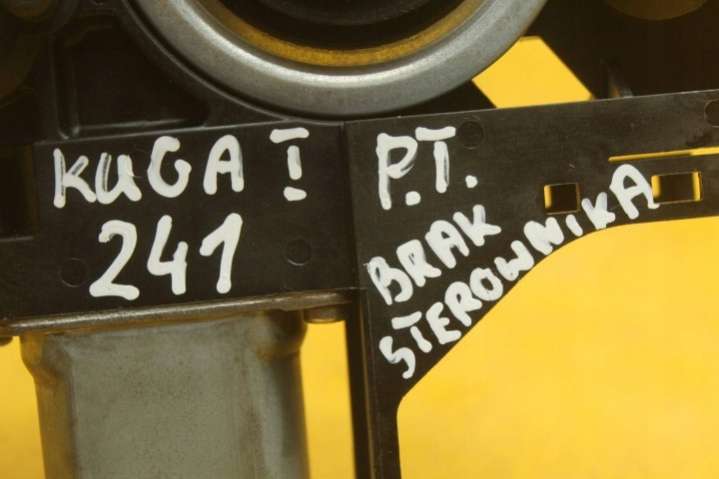 KUGA I
241
P.T.
BRAK
STEROWNIKA